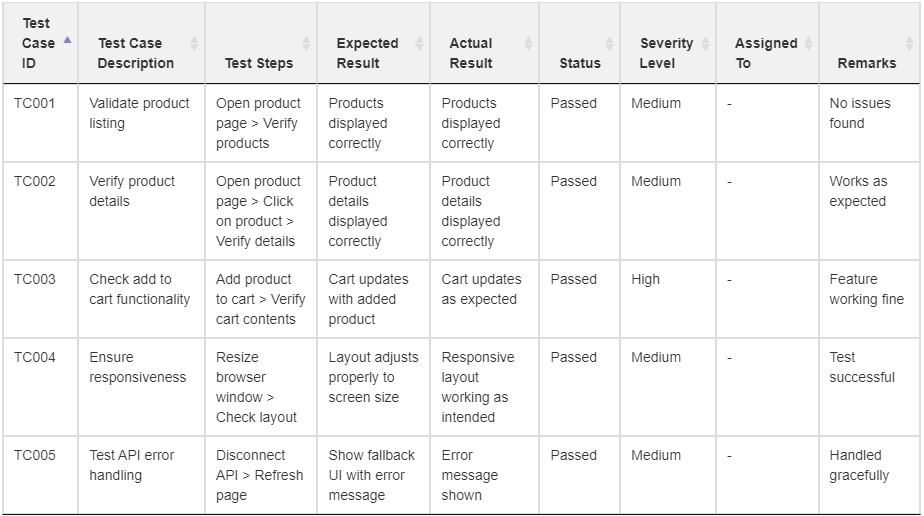 Test Case ID
Test Case Description
Test Steps
Expected Result
Actual Result
Status
Severity Level
Assigned To
Remarks
TC001
Validate product
listing
Open product
page > Verify
products
Products
displayed
correctly
Products
displayed
correctly
Passed
Medium
-
No issues
found
TC002
Verify product
details
Open product
page > Click
on product >
Verify details
Product
details
displayed
correctly
Product
details
displayed
correctly
Passed
Medium
-
Works as
expected
TC003
Check add to
cart functionality
Add product
to cart > Verify
cart contents
Cart updates
with added
product
Cart updates
as expected
Passed
High
-
Feature
working fine
TC004
Ensure
responsiveness
Resize
browser
window >
Check layout
Layout adjusts
properly to
screen size
Responsive
layout
working as
intended
Passed
Medium
-
Test
successful
TC005
Test API error
handling
Disconnect
API > Refresh
page
Show fallback
UI with error
message
Error
message
shown
Passed
Medium
-
Handled
gracefully